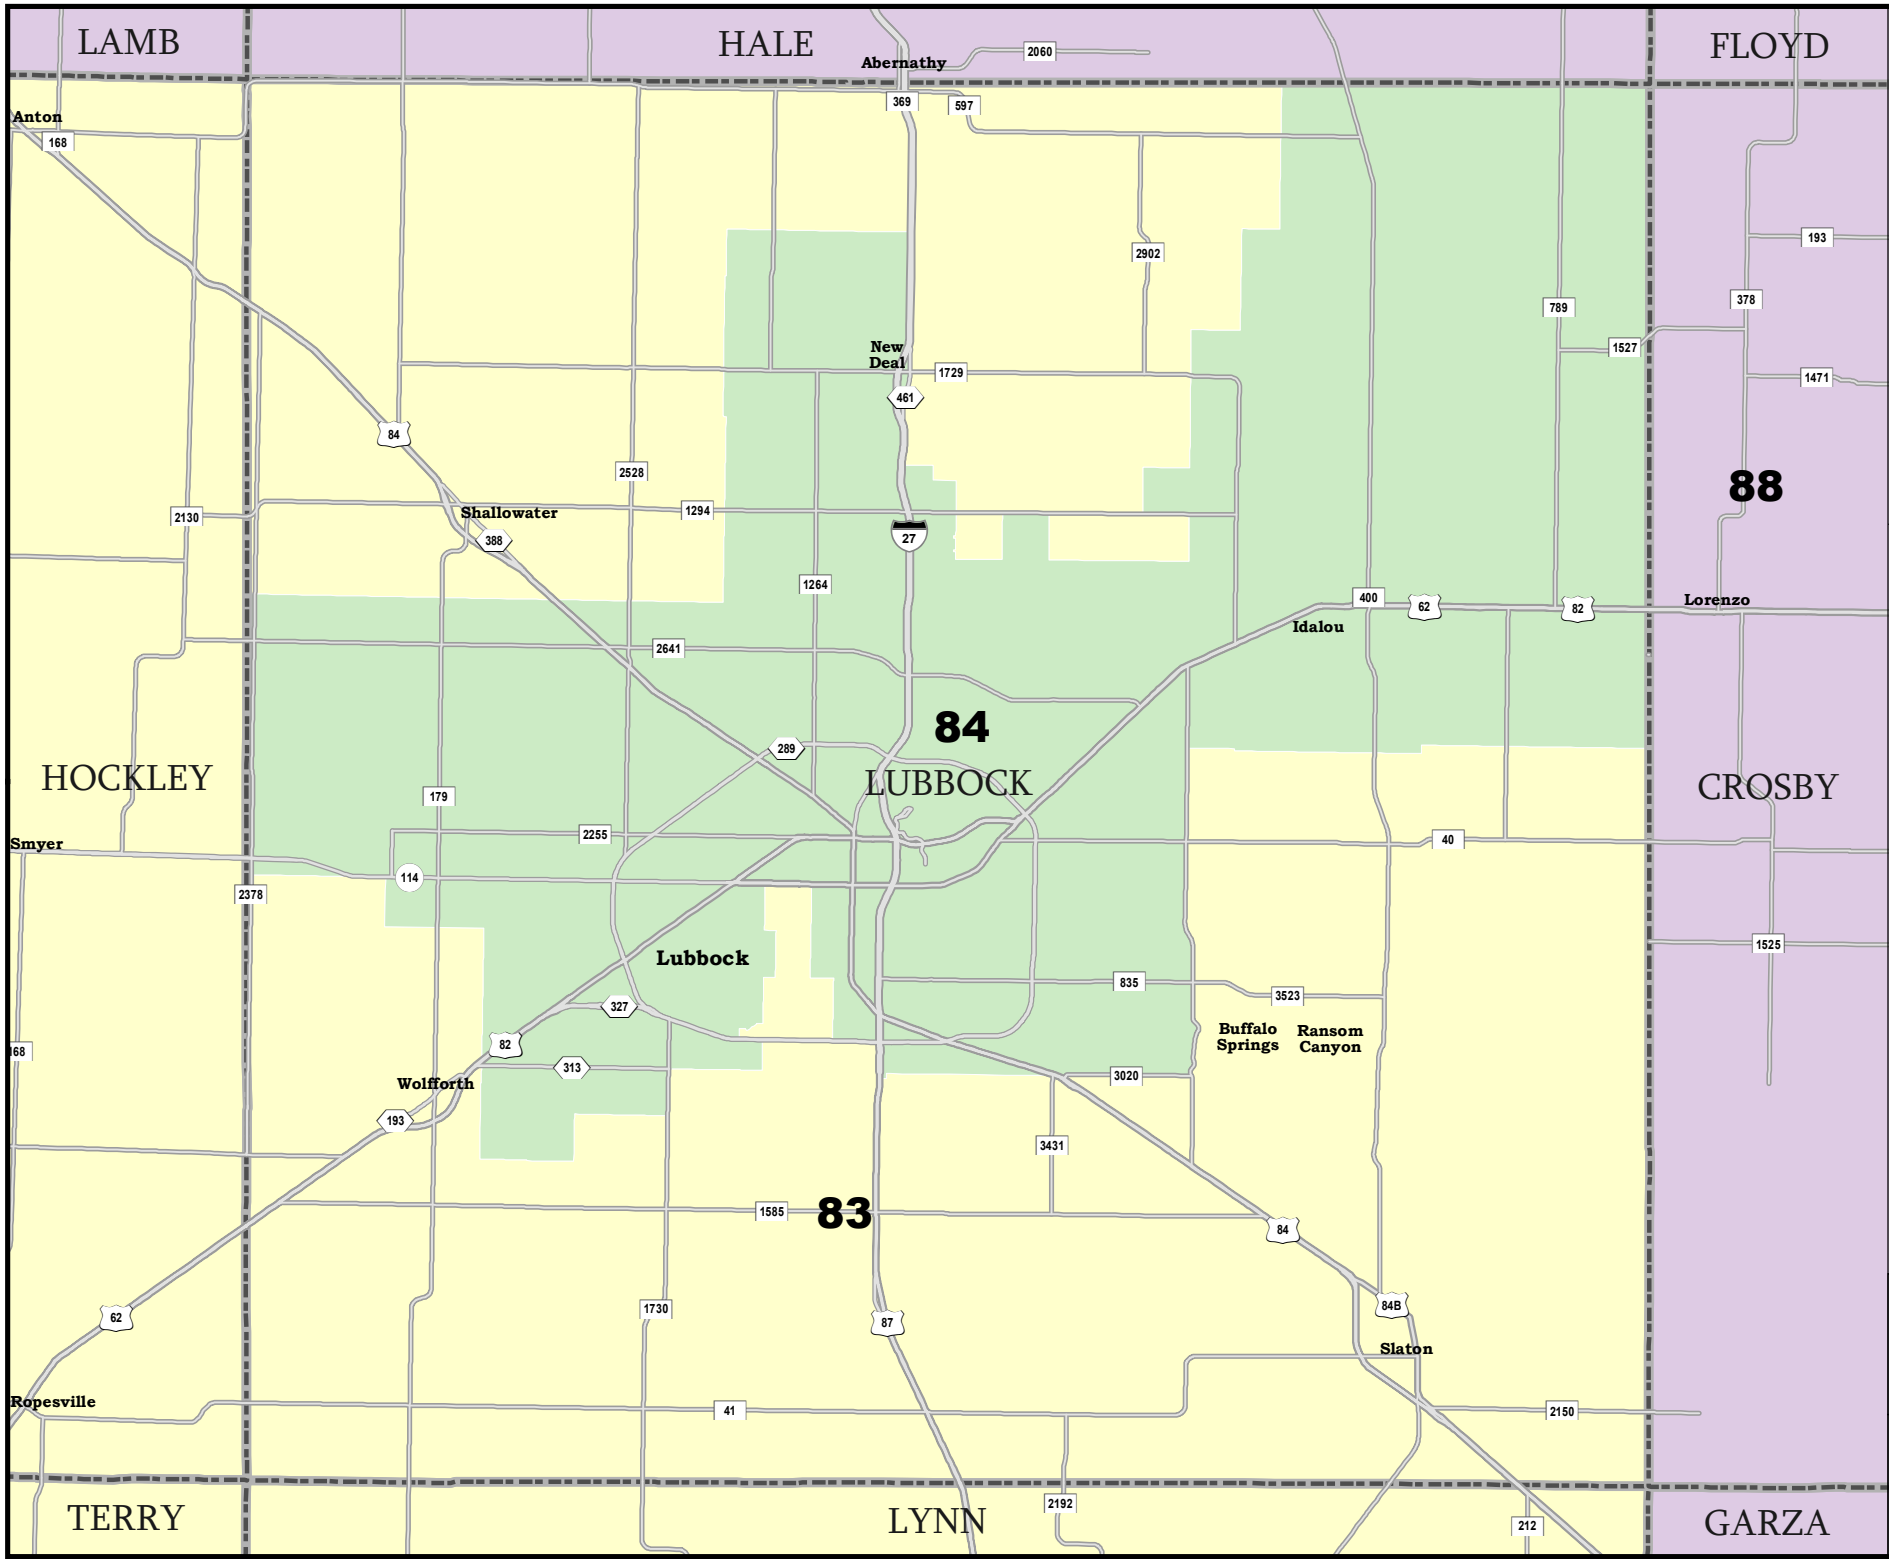 LAMB
HALE
FLOYD
2060
Abernathy
369
597
Anton
168
193
2902
378
789
1527
New
Deal
1729
1471
461
84
2528
88
1294
2130
Shallowater
388
27
1264
400
62
82
Lorenzo
Idalou
2641
84
289
HOCKLEY
LUBBOCK
CROSBY
179
2255
40
Smyer
114
2378
1525
Lubbock
835
3523
327
Buffalo
Springs
Ransom
Canyon
82
168
313
3020
Wolfforth
193
3431
83
1585
84
84B
62
1730
87
Slaton
Ropesville
41
2150
2192
TERRY
LYNN
212
GARZA